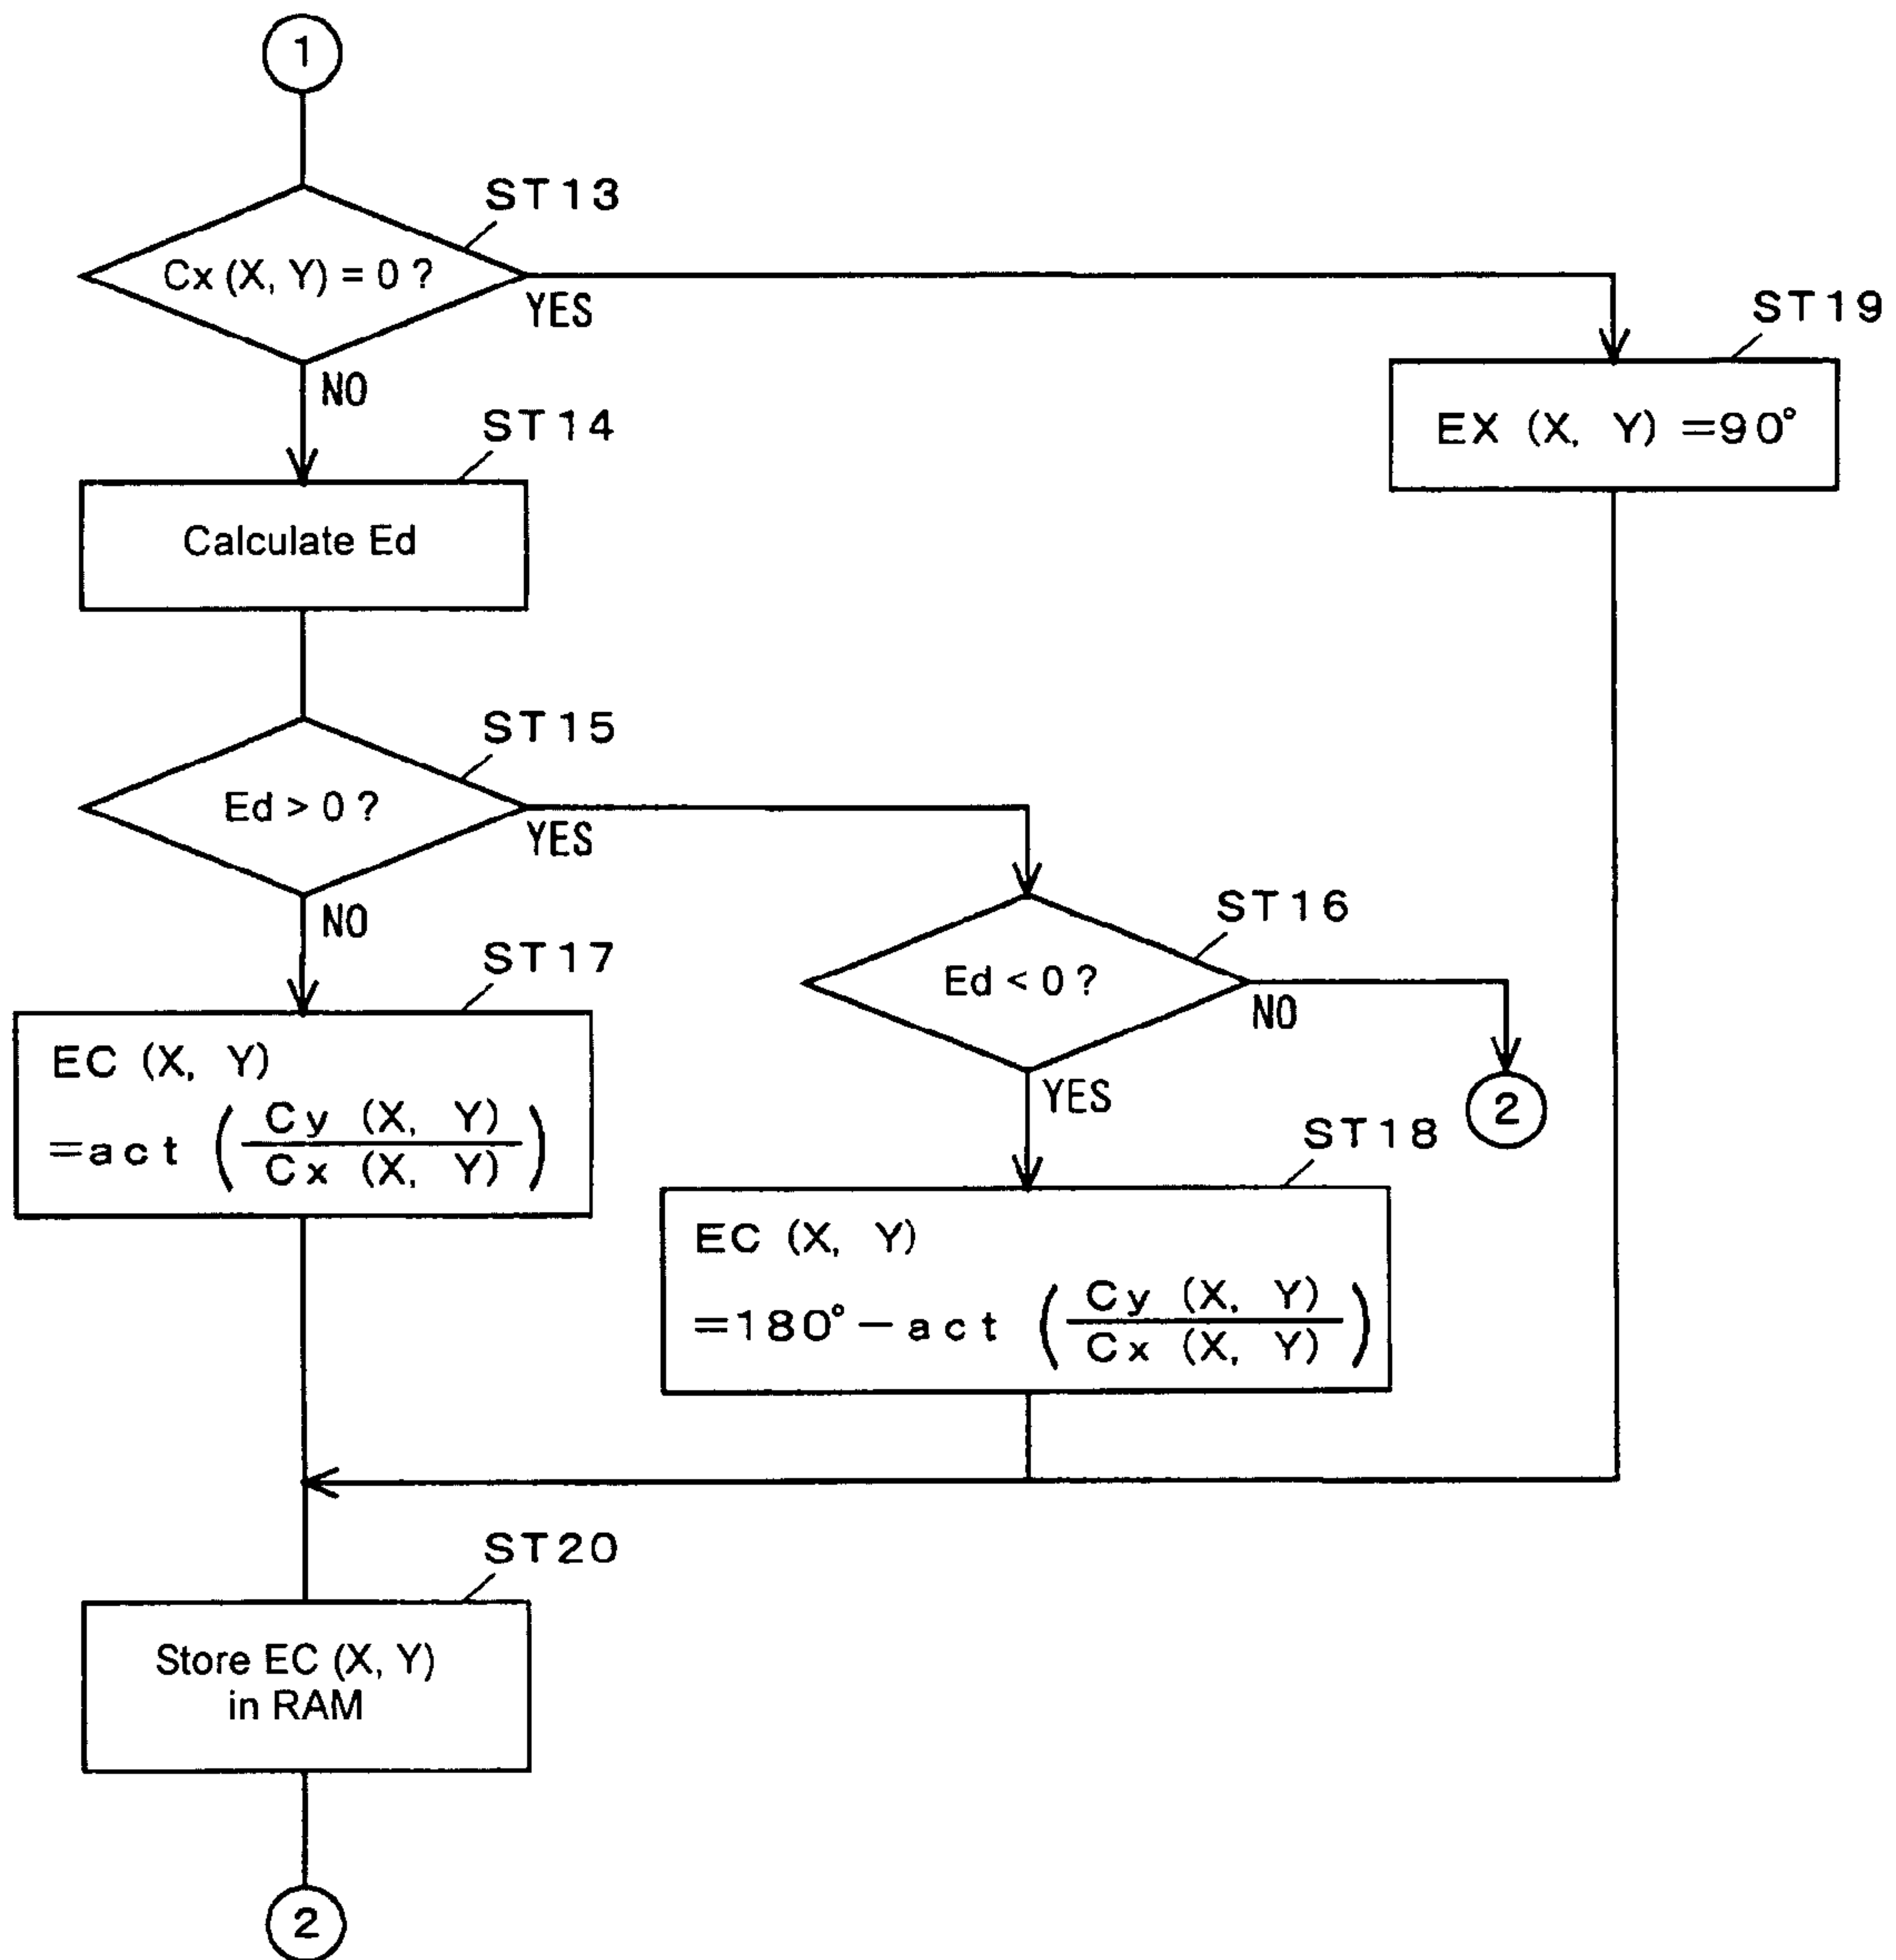 1
ST13
Cx (X, Y) = 0 ?
YES
NO
ST19
EX (X, Y) =90°
ST14
Calculate Ed
ST15
Ed > 0 ?
YES
NO
ST16
Ed < 0 ?
NO
YES
2
ST17
EC (X, Y)
=act ( Cy (X, Y)
Cx (X, Y) )
ST18
EC (X, Y)
=180°-act ( Cy (X, Y)
Cx (X, Y) )
ST20
Store EC (X, Y)
in RAM
2